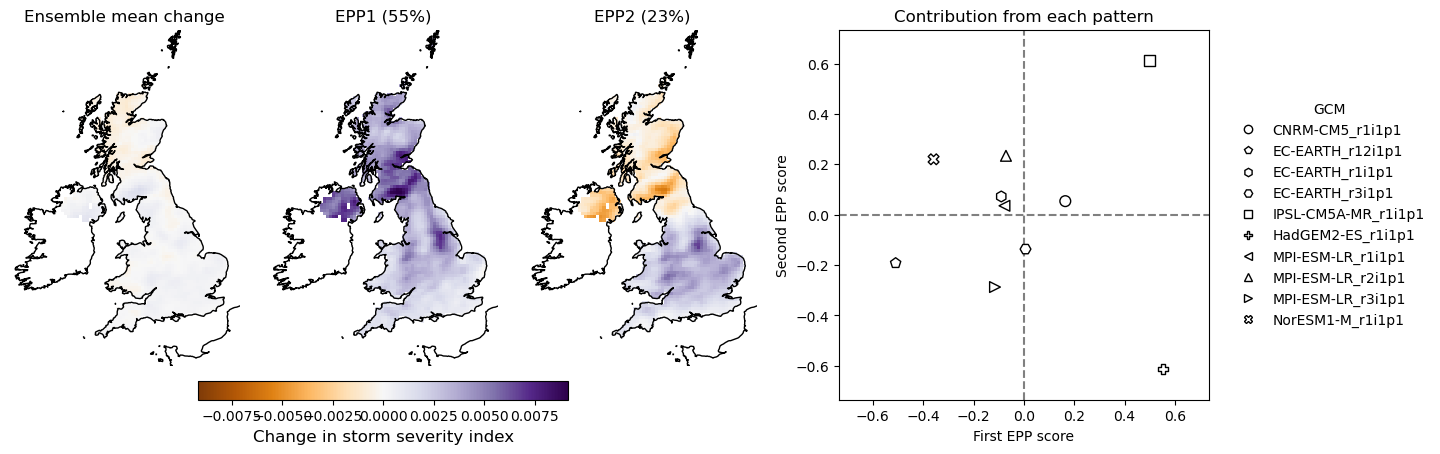 Ensemble mean change
EPP1 (55%)
EPP2 (23%)
−0.0075
−0.0050
−0.0025
0.0000
0.0025
0.0050
0.0075
Change in storm severity index
Contribution from each pattern
Second EPP score
0.6
0.4
0.2
0.0
−0.2
−0.4
−0.6
−0.6
−0.4
−0.2
0.0
0.2
0.4
0.6
First EPP score
GCM
CNRM-CM5_r1i1p1
EC-EARTH_r12i1p1
EC-EARTH_r1i1p1
EC-EARTH_r3i1p1
IPSL-CM5A-MR_r1i1p1
HadGEM2-ES_r1i1p1
MPI-ESM-LR_r1i1p1
MPI-ESM-LR_r2i1p1
MPI-ESM-LR_r3i1p1
NorESM1-M_r1i1p1